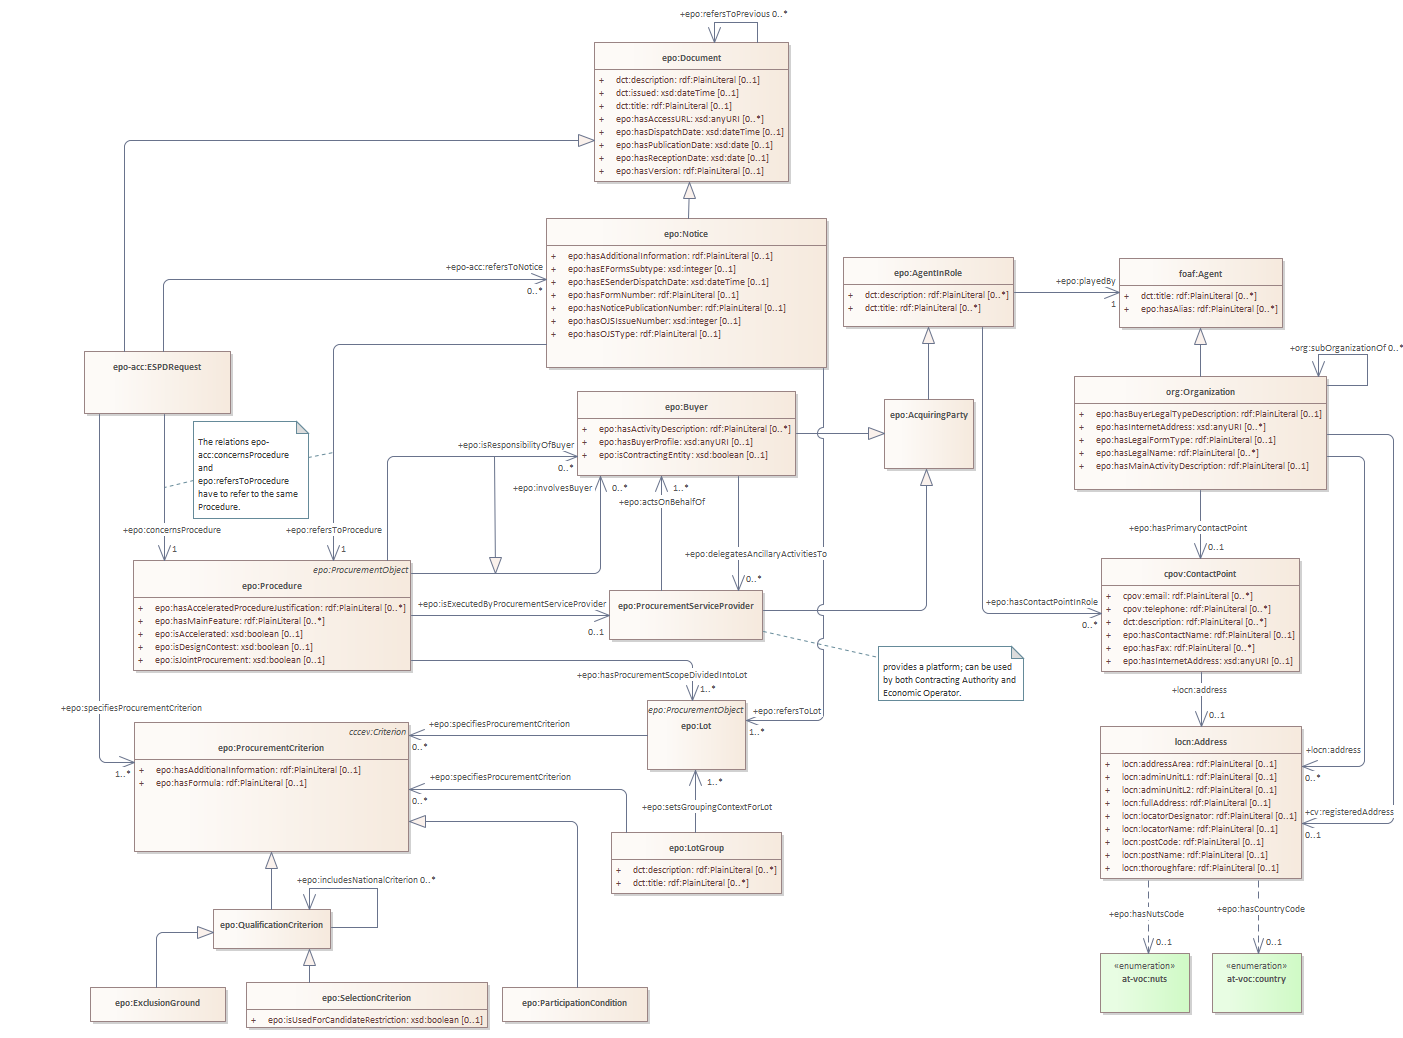 +epo:refersToPrevious 0..*
epo:Document
+ dct:description: rdf:PlainLiteral [0..1]
+ dct:issued: xsd:dateTime [0..1]
+ dct:title: rdf:PlainLiteral [0..1]
+ epo:hasAccessURL: xsd:anyURI [0..*]
+ epo:hasDispatchDate: xsd:dateTime [0..1]
+ epo:hasPublicationDate: xsd:date [0..1]
+ epo:hasReceptionDate: xsd:date [0..1]
+ epo:hasVersion: rdf:PlainLiteral [0..1]
epo:Notice
+ epo:hasAdditionalInformation: rdf:PlainLiteral [0..1]
+ epo:hasEFormsSubtype: xsd:integer [0..1]
+ epo:hasESenderDispatchDate: xsd:dateTime [0..1]
+ epo:hasFormNumber: rdf:PlainLiteral [0..1]
+ epo:hasNoticePublicationNumber: rdf:PlainLiteral [0..1]
+ epo:hasOJSIssueNumber: xsd:integer [0..1]
+ epo:hasOJSType: rdf:PlainLiteral [0..1]
+epo-acc:refersToNotice
0..*
epo:AgentInRole
+ dct:description: rdf:PlainLiteral [0..*]
+ dct:title: rdf:PlainLiteral [0..*]
+epo:playedBy
1
foaf:Agent
+ dct:title: rdf:PlainLiteral [0..*]
+ epo:hasAlias: rdf:PlainLiteral [0..*]
+org:subOrganizationOf 0..*
epo-acc:ESPDRequest
org:Organization
+ epo:hasBuyerLegalTypeDescription: rdf:PlainLiteral [0..1]
+ epo:hasInternetAddress: xsd:anyURI [0..*]
+ epo:hasLegalFormType: rdf:PlainLiteral [0..1]
+ epo:hasLegalName: rdf:PlainLiteral [0..*]
+ epo:hasMainActivityDescription: rdf:PlainLiteral [0..1]
epo:Buyer
+ epo:hasActivityDescription: rdf:PlainLiteral [0..*]
+ epo:hasBuyerProfile: xsd:anyURI [0..1]
+ epo:isContractingEntity: xsd:boolean [0..1]
epo:AcquiringParty
The relations epo-
acc:concernsProcedure
and
epo:refersToProcedure
have to refer to the same
Procedure.
+epo:isResponsibilityOfBuyer
0..*
+epo:involvesBuyer
0..*
1..*
+epo:actsOnBehalfOf
+epo:concernsProcedure
1
+epo:refersToProcedure
1
+epo:delegatesAncillaryActivitiesTo
0..*
+epo:hasPrimaryContactPoint
0..1
epo:ProcurementObject
epo:Procedure
+ epo:hasAcceleratedProcedureJustification: rdf:PlainLiteral [0..*]
+ epo:hasMainFeature: rdf:PlainLiteral [0..*]
+ epo:isAccelerated: xsd:boolean [0..1]
+ epo:isDesignContest: xsd:boolean [0..1]
+ epo:isJointProcurement: xsd:boolean [0..1]
+epo:isExecutedByProcurementServiceProvider
0..1
epo:ProcurementServiceProvider
+epo:hasContactPointInRole
0..*
cpov:ContactPoint
+ cpov:email: rdf:PlainLiteral [0..*]
+ cpov:telephone: rdf:PlainLiteral [0..*]
+ dct:description: rdf:PlainLiteral [0..*]
+ epo:hasContactName: rdf:PlainLiteral [0..1]
+ epo:hasFax: rdf:PlainLiteral [0..*]
+ epo:hasInternetAddress: xsd:anyURI [0..1]
provides a platform; can be used
by both Contracting Authority and
Economic Operator.
+epo:hasProcurementScopeDividedIntoLot
1..*
+locn:address
0..1
+epo:specifiesProcurementCriterion
1..*
epo:ProcurementObject
epo:Lot
+epo:refersToLot
1..*
cccev:Criterion
epo:ProcurementCriterion
+ epo:hasAdditionalInformation: rdf:PlainLiteral [0..1]
+ epo:hasFormula: rdf:PlainLiteral [0..1]
+epo:specifiesProcurementCriterion
0..*
+epo:specifiesProcurementCriterion
0..*
1..*
+epo:setsGroupingContextForLot
locn:Address
+ locn:addressArea: rdf:PlainLiteral [0..1]
+ locn:adminUnitL1: rdf:PlainLiteral [0..1]
+ locn:adminUnitL2: rdf:PlainLiteral [0..1]
+ locn:fullAddress: rdf:PlainLiteral [0..1]
+ locn:locatorDesignator: rdf:PlainLiteral [0..1]
+ locn:locatorName: rdf:PlainLiteral [0..1]
+ locn:postCode: rdf:PlainLiteral [0..1]
+ locn:postName: rdf:PlainLiteral [0..1]
+ locn:thoroughfare: rdf:PlainLiteral [0..1]
+locn:address
0..*
+cv:registeredAddress
0..1
epo:LotGroup
+ dct:description: rdf:PlainLiteral [0..*]
+ dct:title: rdf:PlainLiteral [0..*]
+epo:includesNationalCriterion 0..*
epo:QualificationCriterion
+epo:hasNutsCode
0..1
+epo:hasCountryCode
0..1
«enumeration»
at-voc:nuts
«enumeration»
at-voc:country
epo:ExclusionGround
epo:SelectionCriterion
+ epo:isUsedForCandidateRestriction: xsd:boolean [0..1]
epo:ParticipationCondition